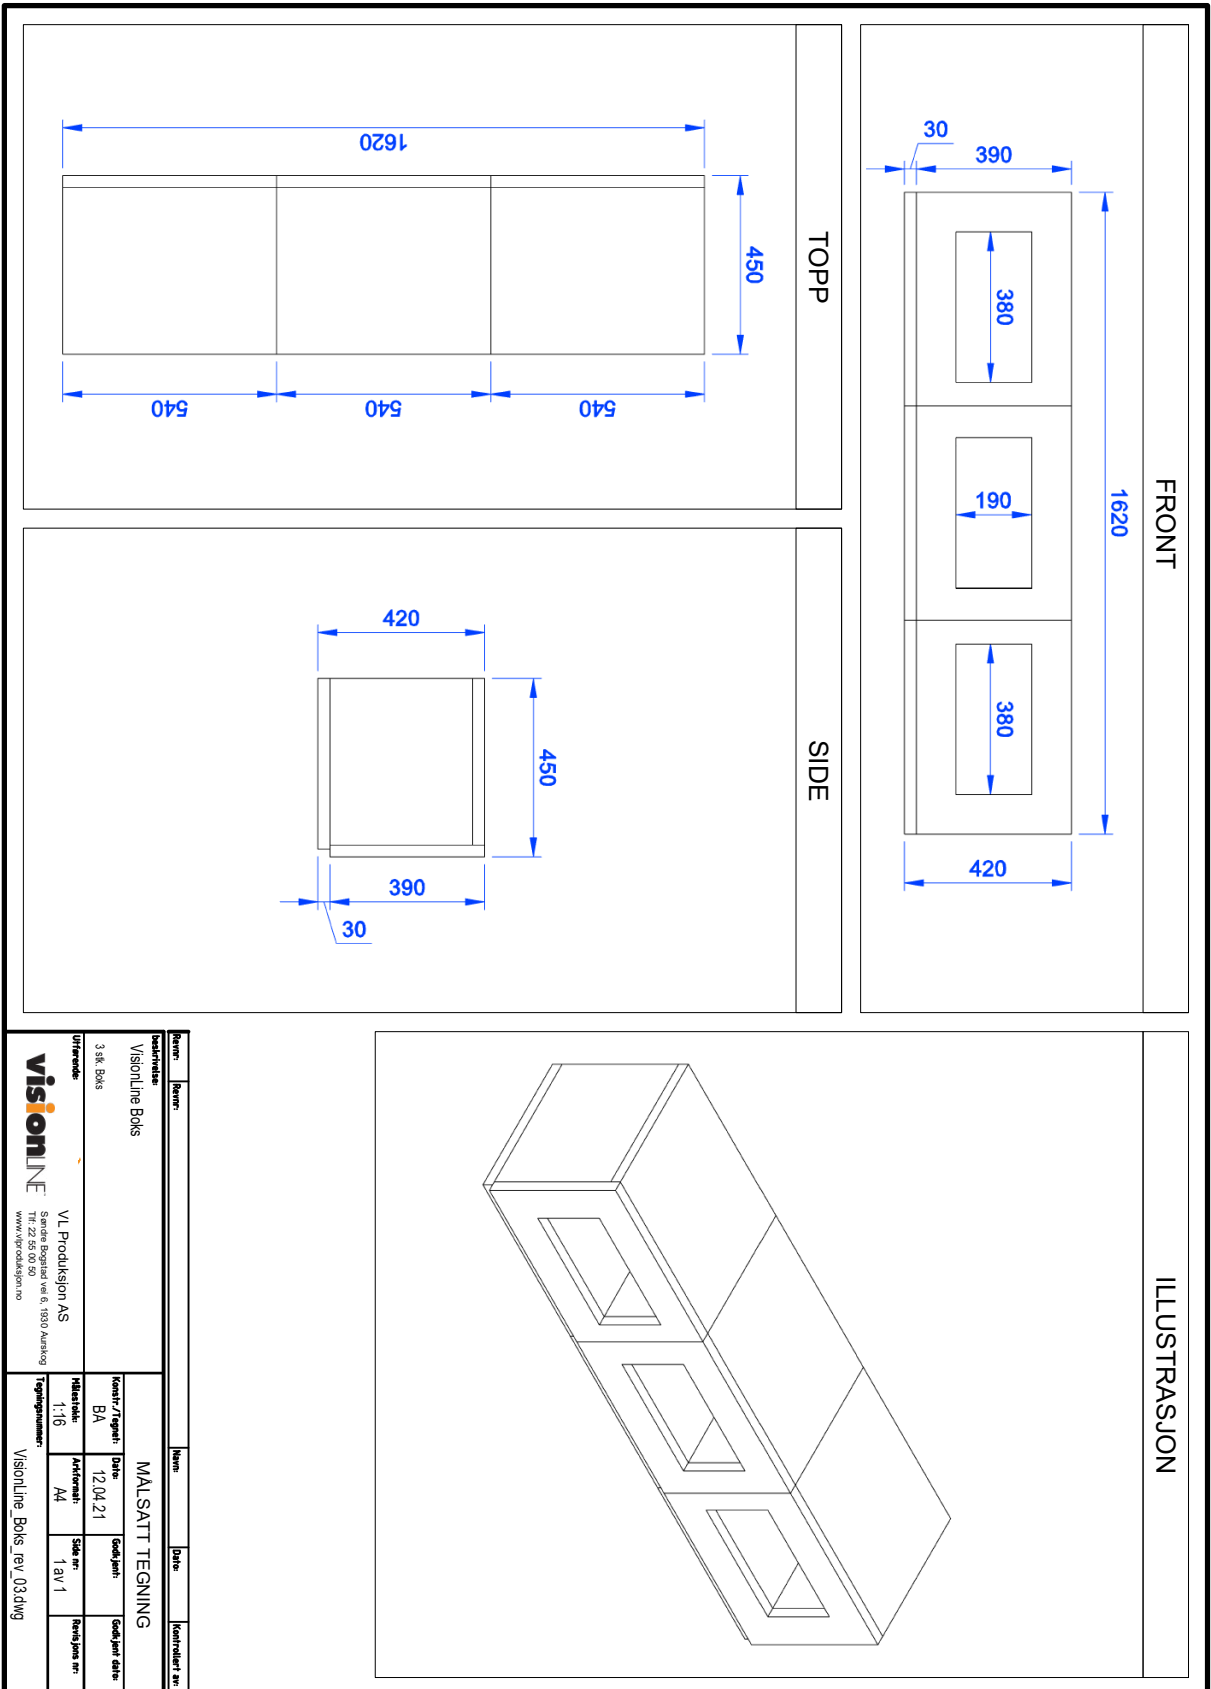 FRONT
30
390
380
190
380
1620
420
TOPP
1620
450
540
540
540
SIDE
420
450
390
30
ILLUSTRASJON
Revnr:
Revnr:
Navn:
Dato:
Kontrollert av:
beskrivelse:
VisionLine Boks
3 stk. Boks
MÅLSATT TEGNING
Konstr./Tegnet:
BA
Dato:
12.04.21
Godkjent:
Godkjent dato:
Utførende:
visionLINE
VL Produksjon AS
Søndre Bogstad vei 6, 1930 Aurskog
Tlf: 22 55 00 50
www.vlproduksjon.no
Målestokk:
1:16
Arkformat:
A4
Side nr:
1 av 1
Revisjons nr:
Tegningsnummer:
VisionLine_Boks_rev_03.dwg